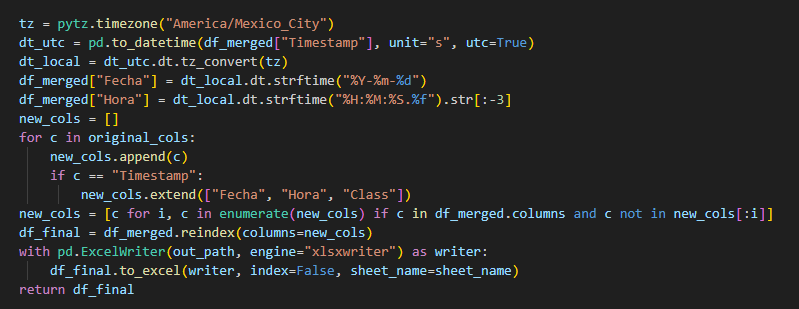 tz = pytz.timezone("America/Mexico_City")
dt_utc = pd.to_datetime(df_merged["Timestamp"], unit="s", utc=True)
dt_local = dt_utc.dt.tz_convert(tz)
df_merged["Fecha"] = dt_local.dt.strftime("%Y-%m-%d")
df_merged["Hora"] = dt_local.dt.strftime("%H:%M:%S.%f").str[:-3]
new_cols = []
for c in original_cols:
    new_cols.append(c)
    if c == "Timestamp":
        new_cols.extend(["Fecha", "Hora", "Class"])
new_cols = [c for i, c in enumerate(new_cols) if c in df_merged.columns and c not in new_cols[:i]]
df_final = df_merged.reindex(columns=new_cols)
with pd.ExcelWriter(out_path, engine="xlsxwriter") as writer:
    df_final.to_excel(writer, index=False, sheet_name=sheet_name)
return df_final